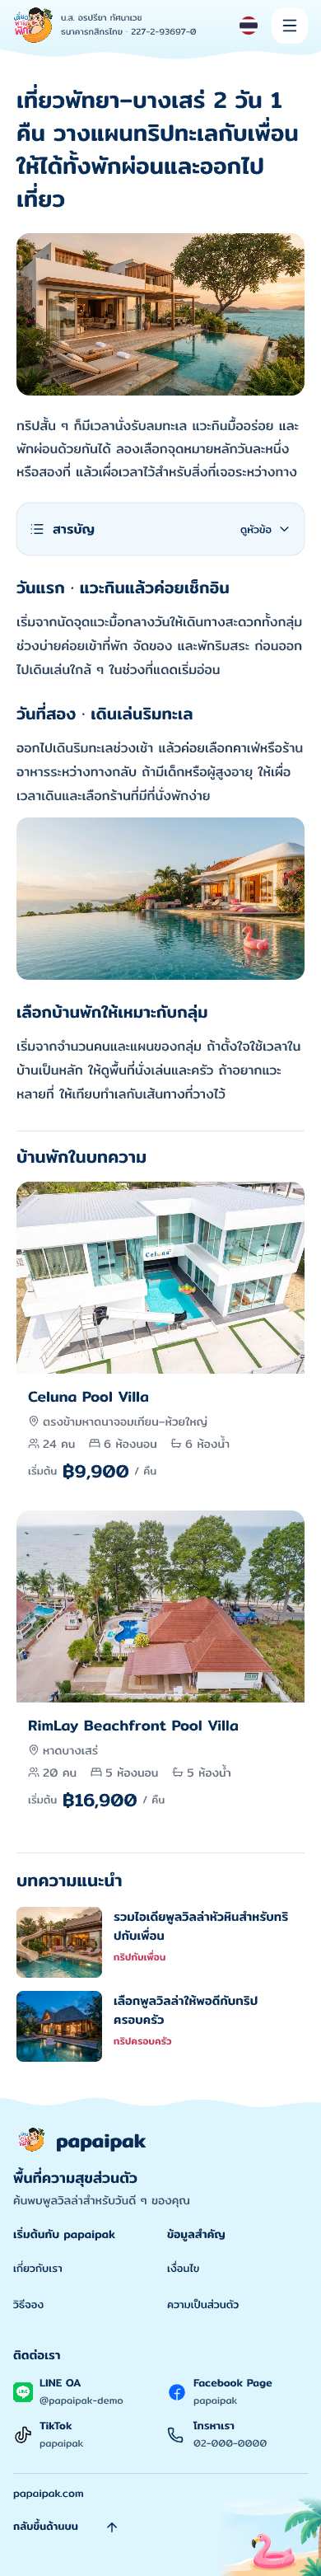 น.ส. อรปรียา ทัศนาเวช
ธนาคารกสิกรไทย · 227-2-93697-0
เที่ยวพัทยา–บางเสร่ 2 วัน 1
คืน วางแผนทริปทะเลกับเพื่อน
ให้ได้ทั้งพักผ่อนและออกไป
เที่ยว
ทริปสั้น ๆ ก็มีเวลานั่งรับลมทะเล แวะกินมื้ออร่อย และ
พักผ่อนด้วยกันได้ ลองเลือกจุดหมายหลักวันละหนึ่ง
หรือสองที่ แล้วเผื่อเวลาไว้สำหรับสิ่งที่เจอระหว่างทาง
สารบัญ
ดูหัวข้อ
วันแรก · แวะกินแล้วค่อยเช็กอิน
เริ่มจากนัดจุดแวะมื้อกลางวันให้เดินทางสะดวกทั้งกลุ่ม
ช่วงบ่ายค่อยเข้าที่พัก จัดของ และพักริมสระ ก่อนออก
ไปเดินเล่นใกล้ ๆ ในช่วงที่แดดเริ่มอ่อน
วันที่สอง · เดินเล่นริมทะเล
ออกไปเดินริมทะเลช่วงเช้า แล้วค่อยเลือกคาเฟ่หรือร้าน
อาหารระหว่างทางกลับ ถ้ามีเด็กหรือผู้สูงอายุ ให้เผื่อ
เวลาเดินและเลือกร้านที่มีที่นั่งพักง่าย
เลือกบ้านพักให้เหมาะกับกลุ่ม
เริ่มจากจำนวนคนและแผนของกลุ่ม ถ้าตั้งใจใช้เวลาใน
บ้านเป็นหลัก ให้ดูพื้นที่นั่งเล่นและครัว ถ้าอยากแวะ
หลายที่ ให้เทียบทำเลกับเส้นทางที่วางไว้
บ้านพักในบทความ
Celuna
Celuna Pool Villa
ตรงข้ามหาดนาจอมเทียน–ห้วยใหญ่
24 คน 6 ห้องนอน 6 ห้องน้ำ
เริ่มต้น ฿9,900 / คืน
RimLay Beachfront Pool Villa
หาดบางเสร่
20 คน 5 ห้องนอน 5 ห้องน้ำ
เริ่มต้น ฿16,900 / คืน
บทความแนะนำ
รวมไอเดียพูลวิลล่าหัวหินสำหรับทริ
ปกับเพื่อน
ทริปกับเพื่อน
เลือกพูลวิลล่าให้พอดีกับทริป
ครอบครัว
ทริปครอบครัว
papaipak
พื้นที่ความสุขส่วนตัว
ค้นพบพูลวิลล่าสำหรับวันดี ๆ ของคุณ
เริ่มต้นกับ papaipak
ข้อมูลสำคัญ
เกี่ยวกับเรา
เงื่อนไข
วิธีจอง
ความเป็นส่วนตัว
ติดต่อเรา
LINE OA
@papaipak-demo
Facebook Page
papaipak
TikTok
papaipak
โทรหาเรา
02-000-0000
papaipak.com
กลับขึ้นด้านบน